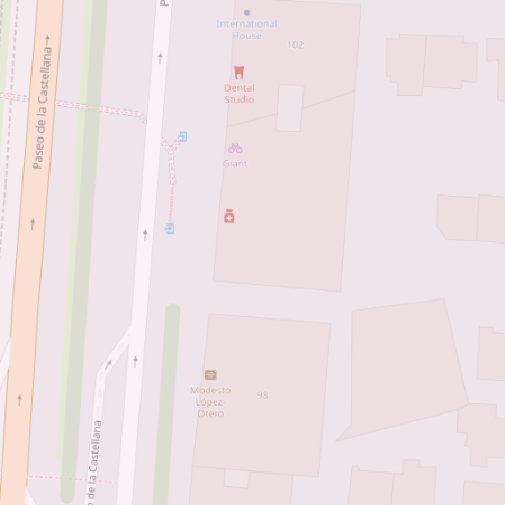 P
International
House
102
Dental
Studio
Paseo de la Castellana
Giant
Modesto
López
Otero
98
o de la Castellana